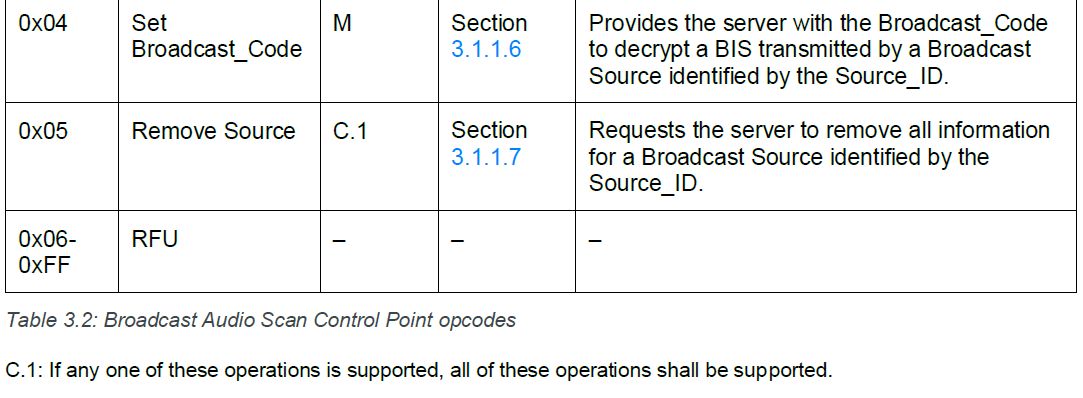 0x04 Set M Section Provides the server with the Broadcast_Code
Broadcast_Code 3.1.1.6 to decrypt a BIS transmitted by a Broadcast
Source identified by the Source_ID.
0x05 Remove Source C.1 Section Requests the server to remove all information
3.1.1.7 for a Broadcast Source identified by the
Source_ID.
0x06- RFU – – –
0xFF
Table 3.2: Broadcast Audio Scan Control Point opcodes
C.1: If any one of these operations is supported, all of these operations shall be supported.